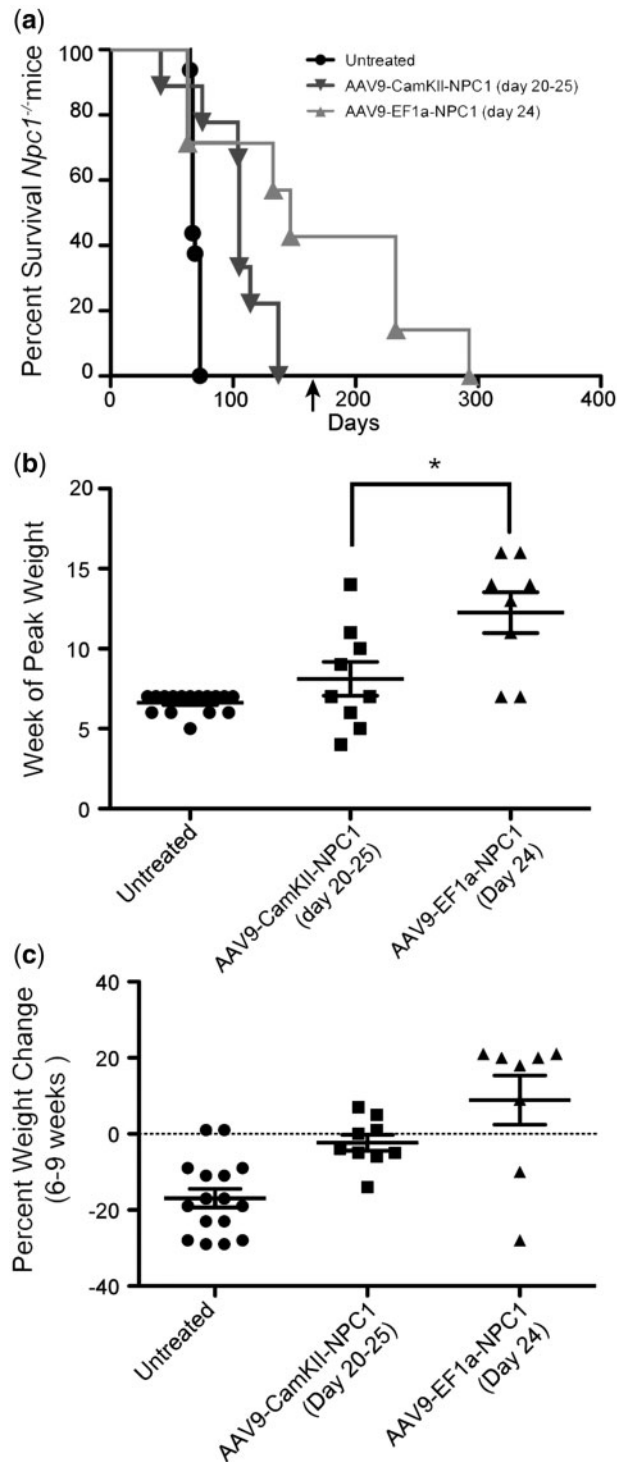 (a)
Percent Survival Npc1-/-mice
100
80
60
40
20
0
0
100
200
300
400
Days
Untreated
AAV9-CamKII-NPC1 (day 20-25)
AAV9-EF1a-NPC1 (day 24)
(b)
Week of Peak Weight
20
15
10
5
0
*
Untreated
AAV9-CamKII-NPC1
(day 20-25)
AAV9-EF1a-NPC1
(Day 24)
(c)
Percent Weight Change
(6-9 weeks )
40
20
0
-20
-40
Untreated
AAV9-CamKII-NPC1
(Day 20-25)
AAV9-EF1a-NPC1
(Day 24)